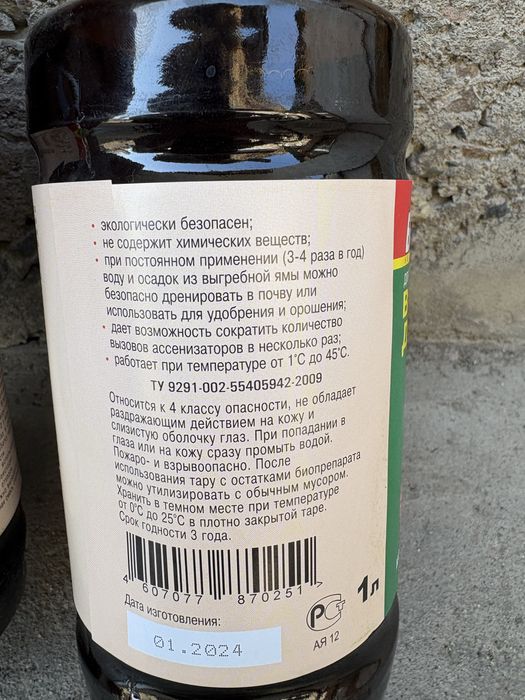 • экологически безопасен;
• не содержит химических веществ;
• при постоянном применении (3-4 раза в год)
воду и осадок из выгребной ямы можно
безопасно дренировать в почву или
использовать для удобрения и орошения;
• дает возможность сократить количество
вызовов ассенизаторов в несколько раз;
• работает при температуре от 1°С до 45°С.
ТУ 9291-002-55405942-2009
Относится к 4 классу опасности, не обладает
раздражающим действием на кожу и
слизистую оболочку глаз. При попадании в
глаза или на кожу сразу промыть водой.
Пожаро- и взрывоопасно. После
использования тару с остатками биопрепарата
можно утилизировать с обычным мусором.
Хранить в темном месте при температуре
от 0°С до 25°С в плотно закрытой таре.
Срок годности 3 года.
4 607077 870251
Дата изготовления:
01.2024
РСТ
АЯ 12
1л